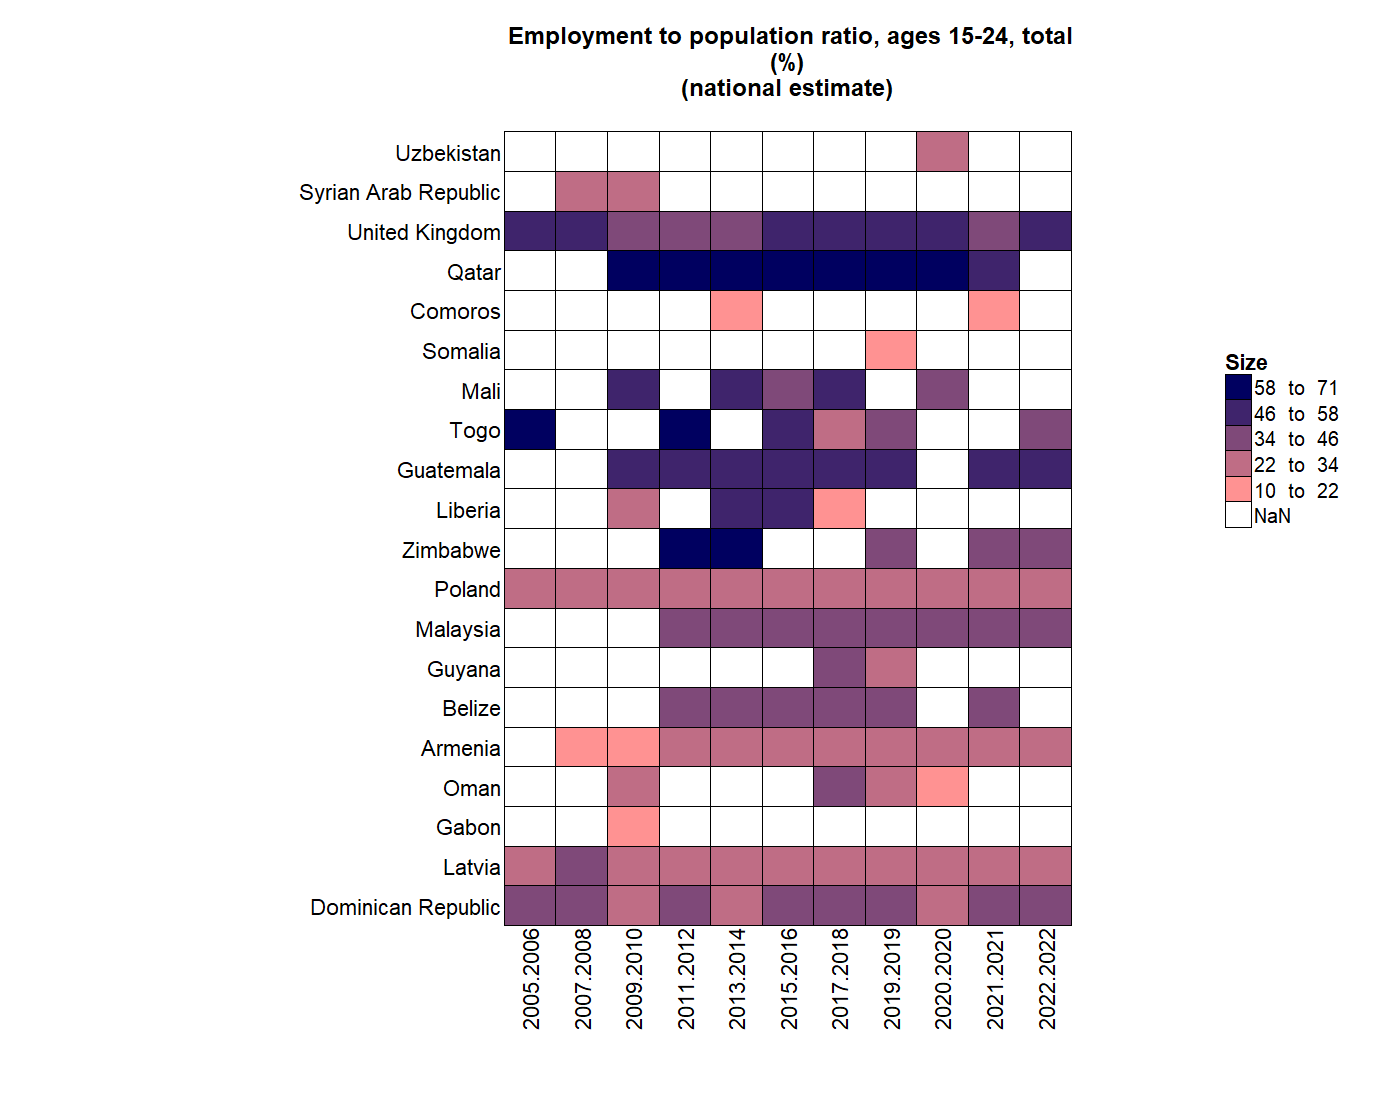 Employment to population ratio, ages 15-24, total
(%)
(national estimate)
Uzbekistan
Syrian Arab Republic
United Kingdom
Qatar
Comoros
Somalia
Mali
Togo
Guatemala
Liberia
Zimbabwe
Poland
Malaysia
Guyana
Belize
Armenia
Oman
Gabon
Latvia
Dominican Republic
2005.2006
2007.2008
2009.2010
2011.2012
2013.2014
2015.2016
2017.2018
2019.2019
2020.2020
2021.2021
2022.2022
Size
58 to 71
46 to 58
34 to 46
22 to 34
10 to 22
NaN